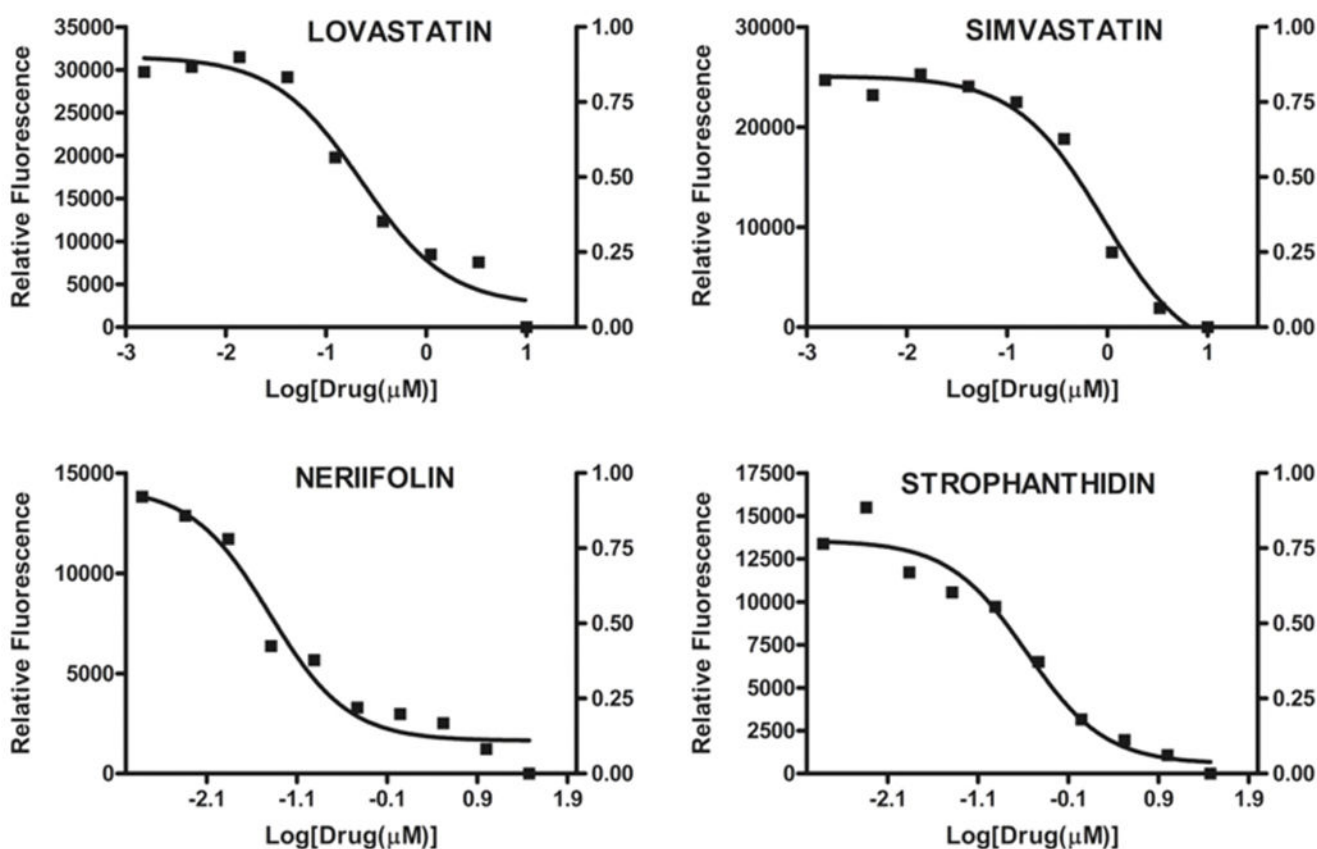 LOVASTATIN
Relative Fluorescence
35000
30000
25000
20000
15000
10000
5000
0
1.00
0.75
0.50
0.25
0.00
-3 -2 -1 0 1
Log[Drug(μM)]
SIMVASTATIN
Relative Fluorescence
30000
20000
10000
0
1.00
0.75
0.50
0.25
0.00
-3 -2 -1 0 1
Log[Drug(μM)]
NERIIFOLIN
Relative Fluorescence
15000
10000
5000
0
1.00
0.75
0.50
0.25
0.00
-2.1 -1.1 -0.1 0.9 1.9
Log[Drug(μM)]
STROPHANTHIDIN
Relative Fluorescence
17500
15000
12500
10000
7500
5000
2500
0
1.00
0.75
0.50
0.25
0.00
-2.1 -1.1 -0.1 0.9 1.9
Log[Drug(μM)]